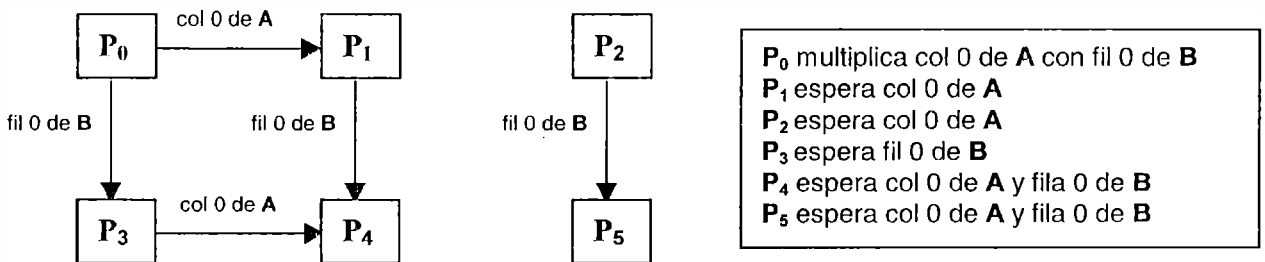 col 0 de A
P0 P1 P2
fil 0 de B fil 0 de B fil 0 de B
col 0 de A
P3 P4 P5
P0 multiplica col 0 de A con fil 0 de B
P1 espera col 0 de A
P2 espera col 0 de A
P3 espera fil 0 de B
P4 espera col 0 de A y fila 0 de B
P5 espera col 0 de A y fila 0 de B